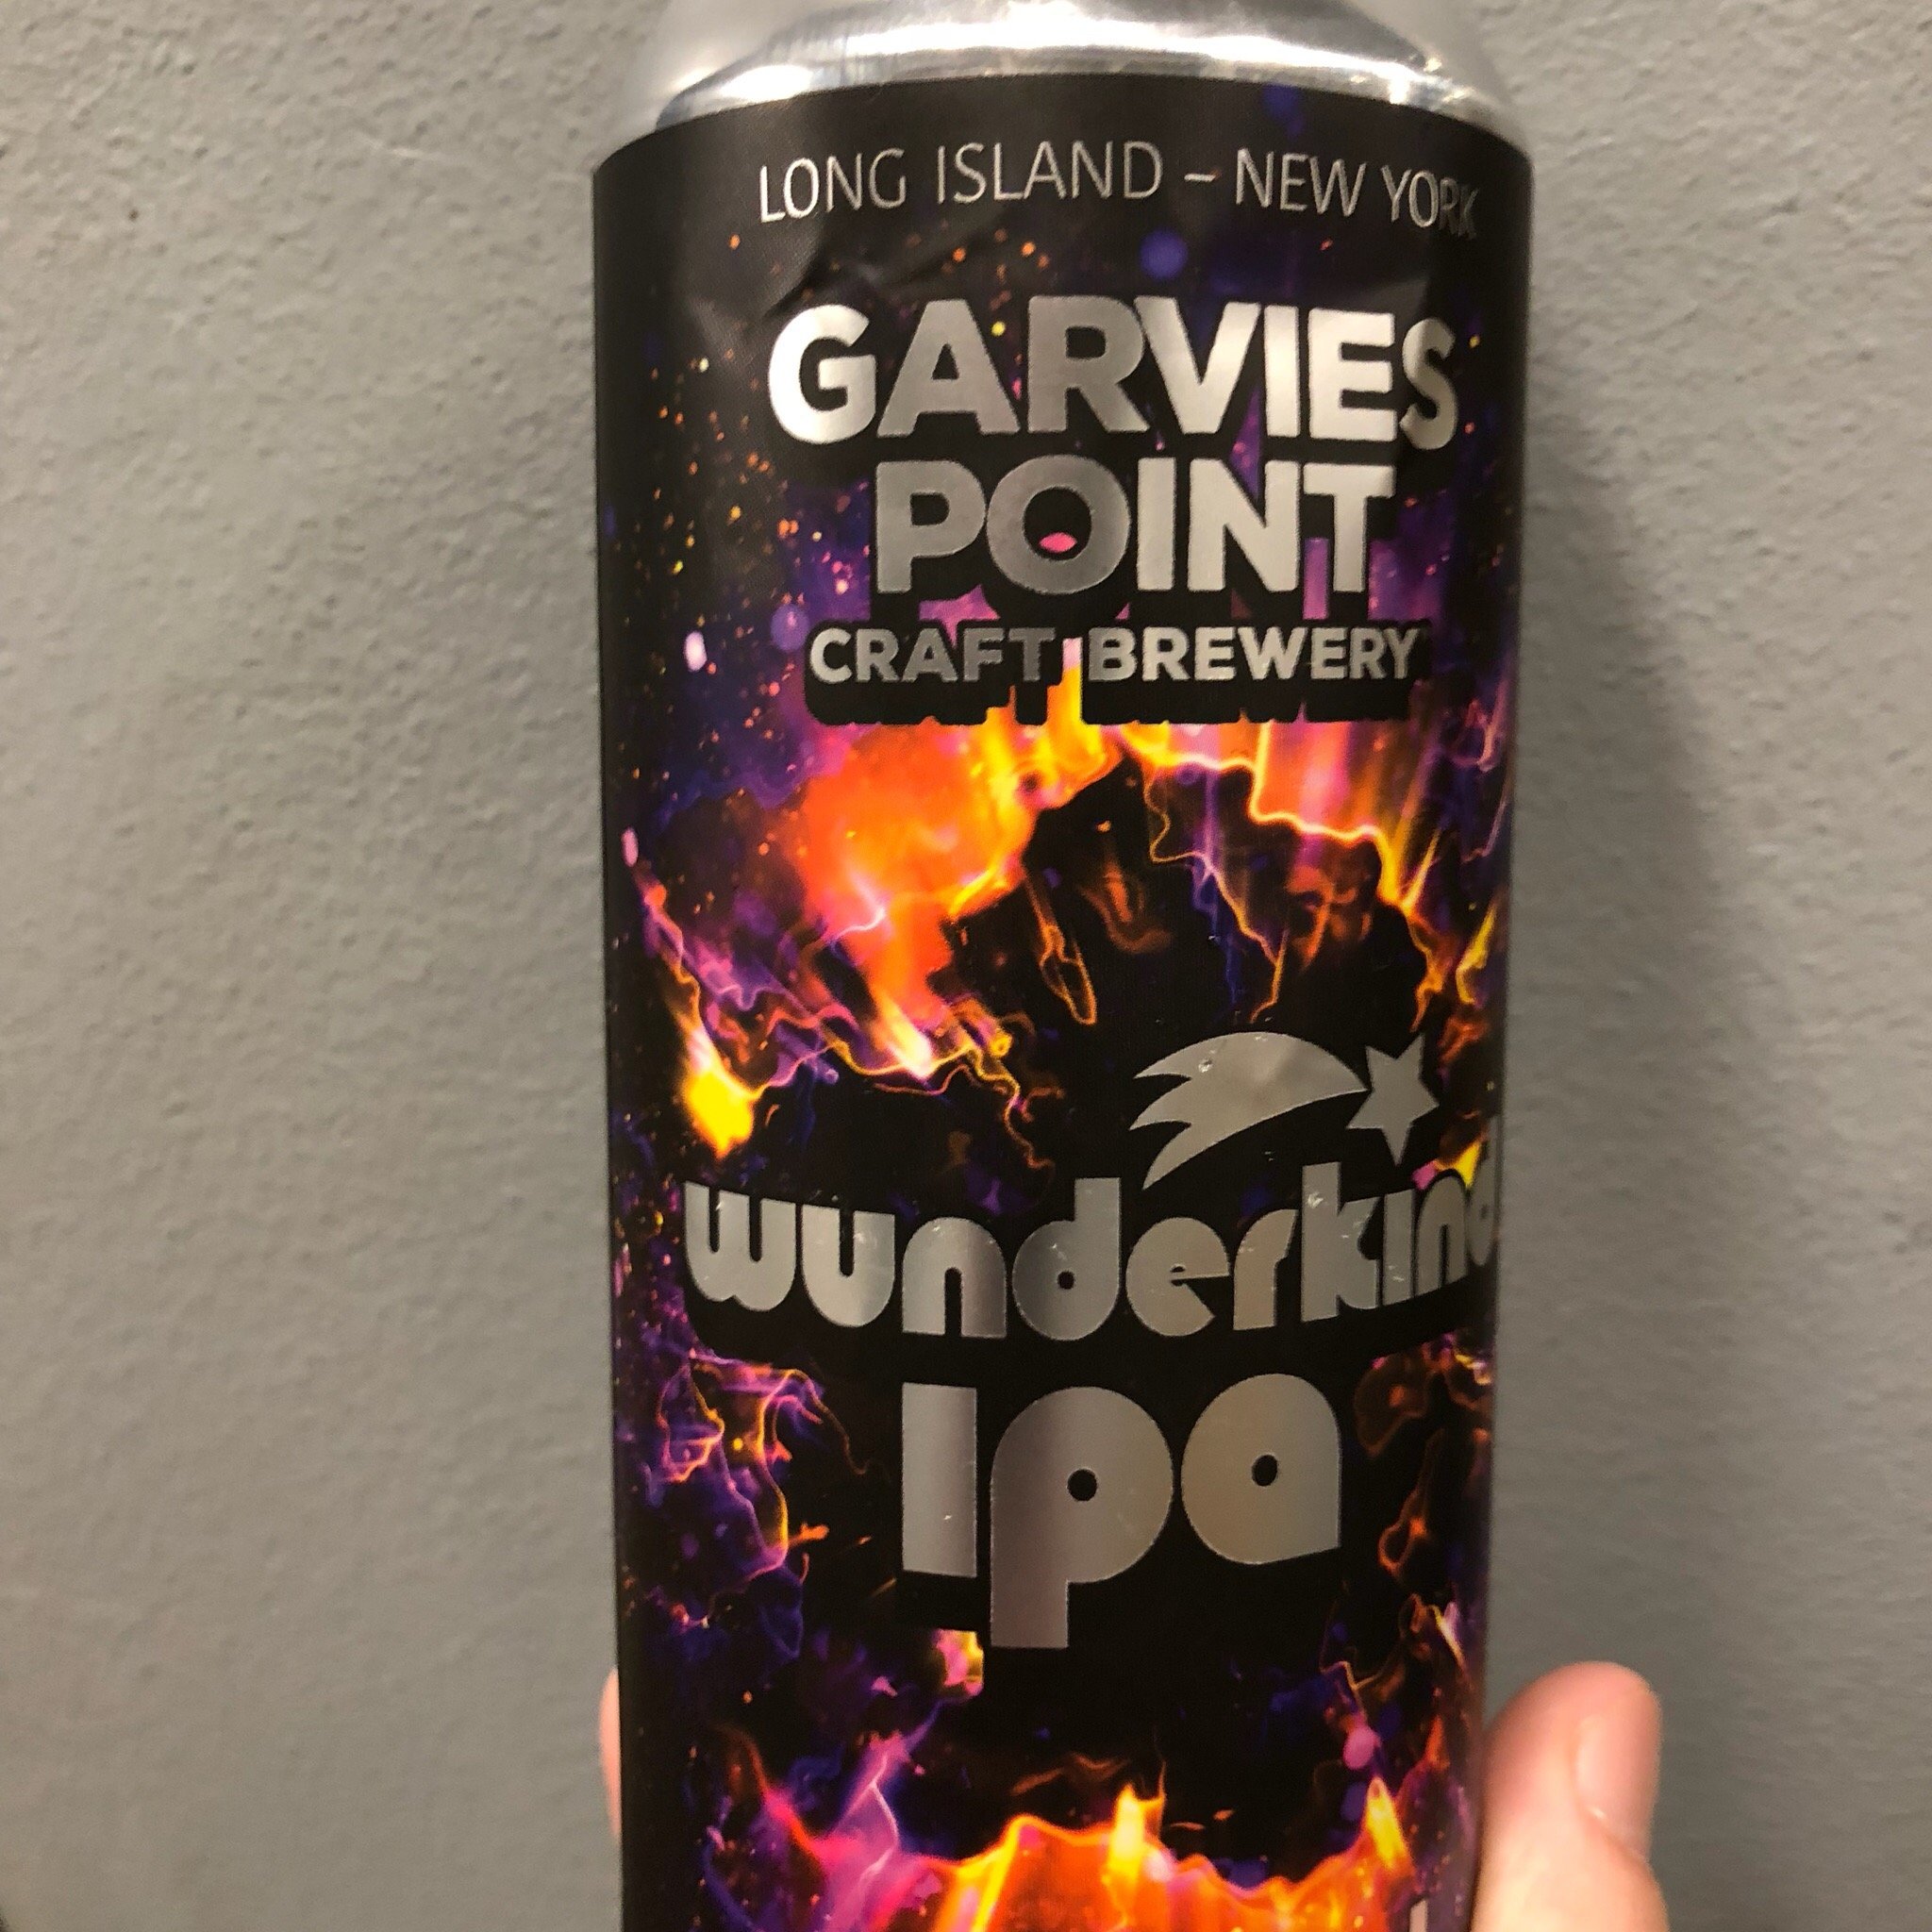 LONG ISLAND – NEW YORK
GARVIES
POINT
CRAFT BREWERY
wunderkind
ipa